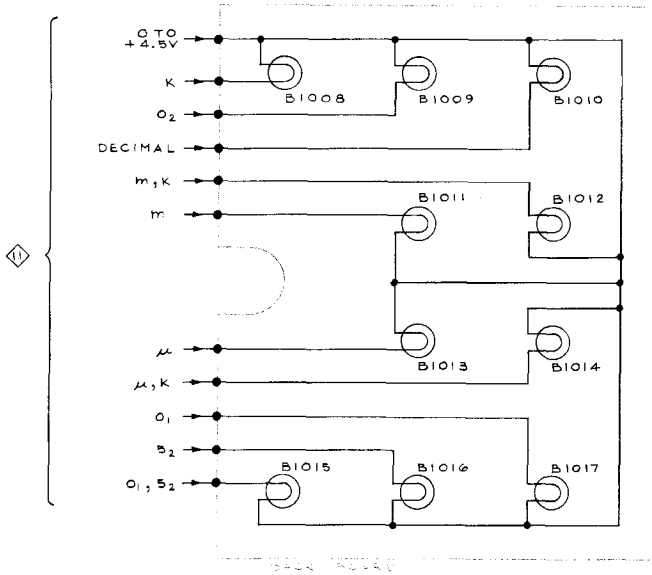 0 TO
+4.5V
K
B1008
B1009
B1010
O₂
DECIMAL
m,K
m
B1011
B1012
11
μ
B1013
B1014
μ,K
O₁
5₂
B1015
B1016
B1017
O₁,5₂